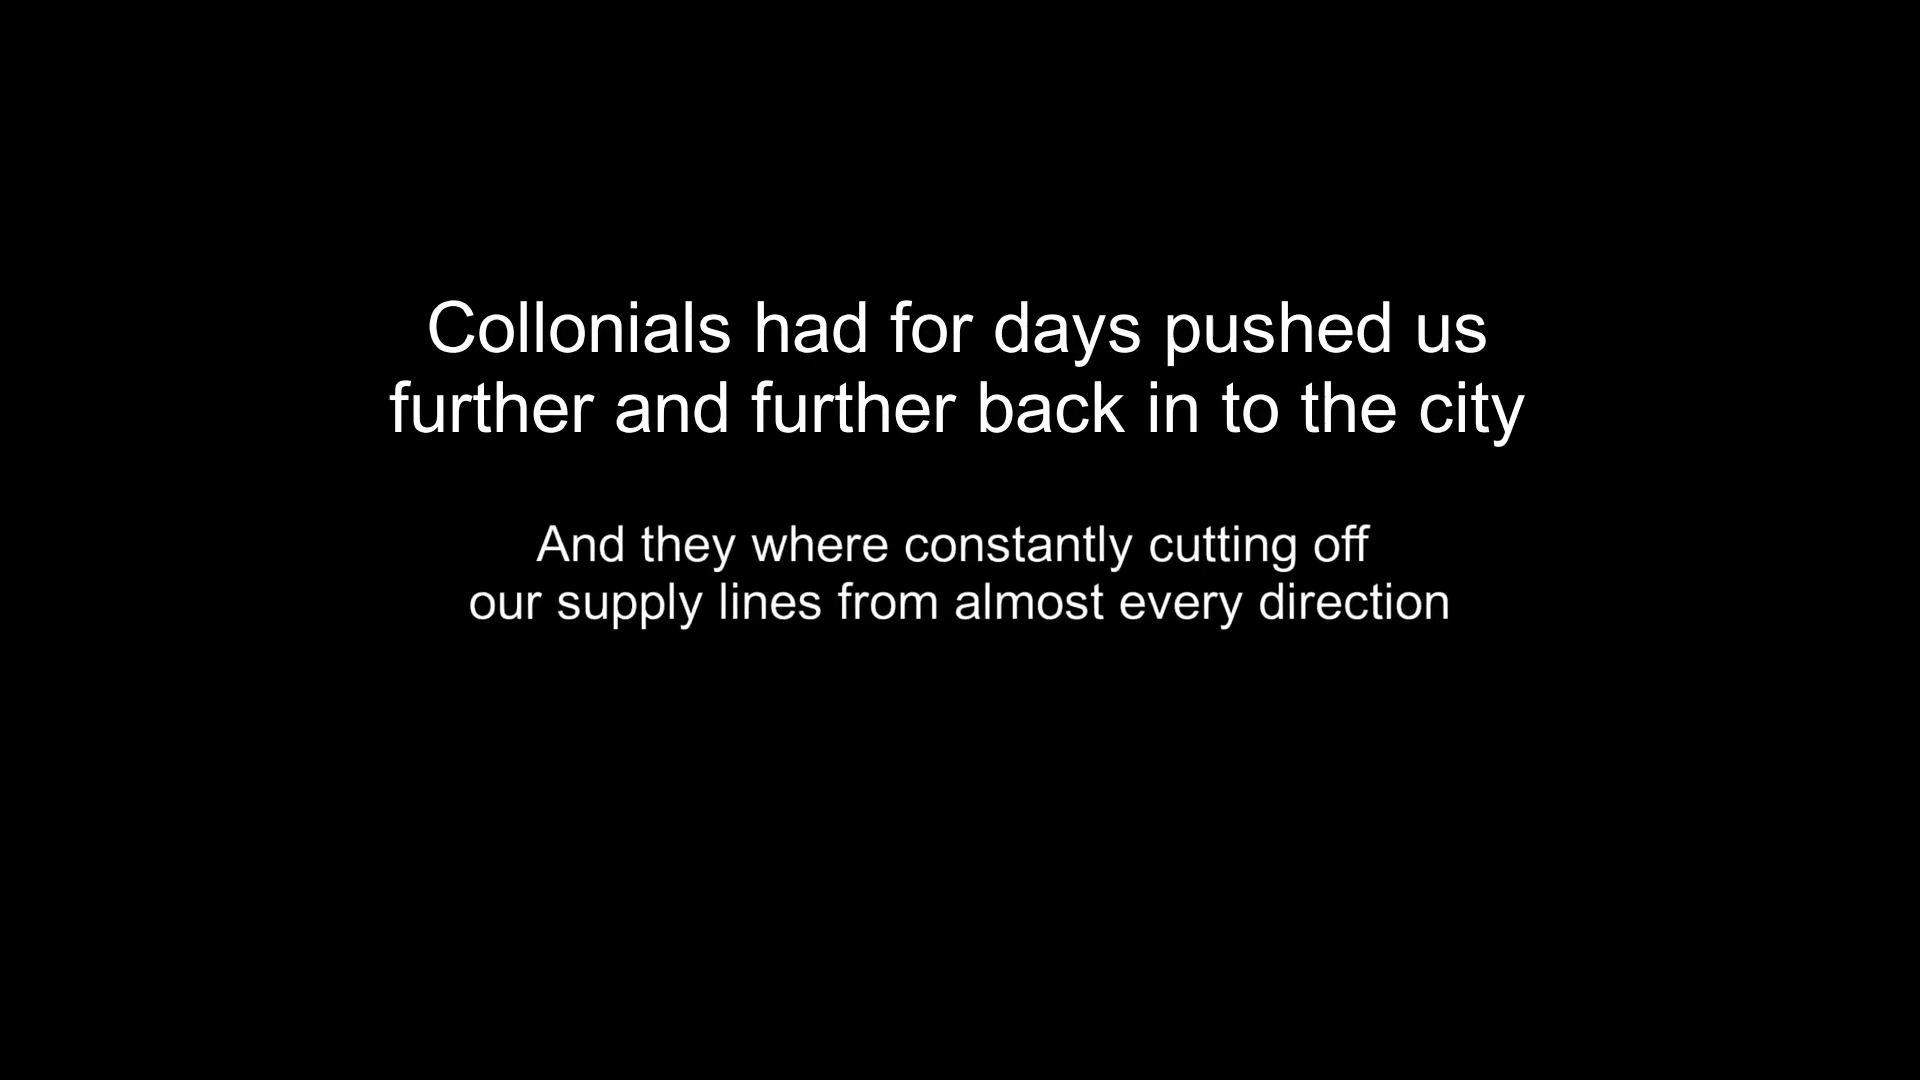 Collonials had for days pushed us
further and further back in to the city
And they where constantly cutting off
our supply lines from almost every direction